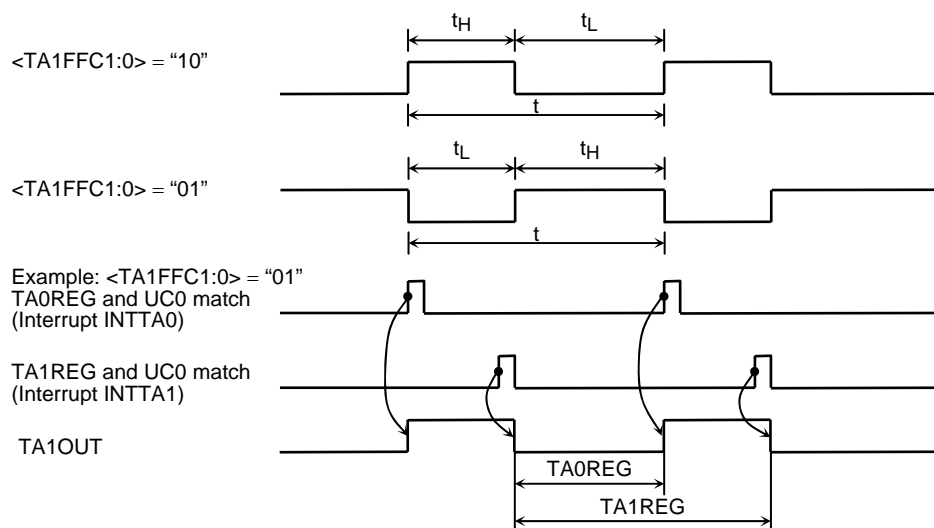 tH tL
<TA1FFC1:0> = “10”
t
tL tH
<TA1FFC1:0> = “01”
t
Example: <TA1FFC1:0> = “01”
TA0REG and UC0 match
(Interrupt INTTA0)
TA1REG and UC0 match
(Interrupt INTTA1)
TA1OUT
TA0REG
TA1REG